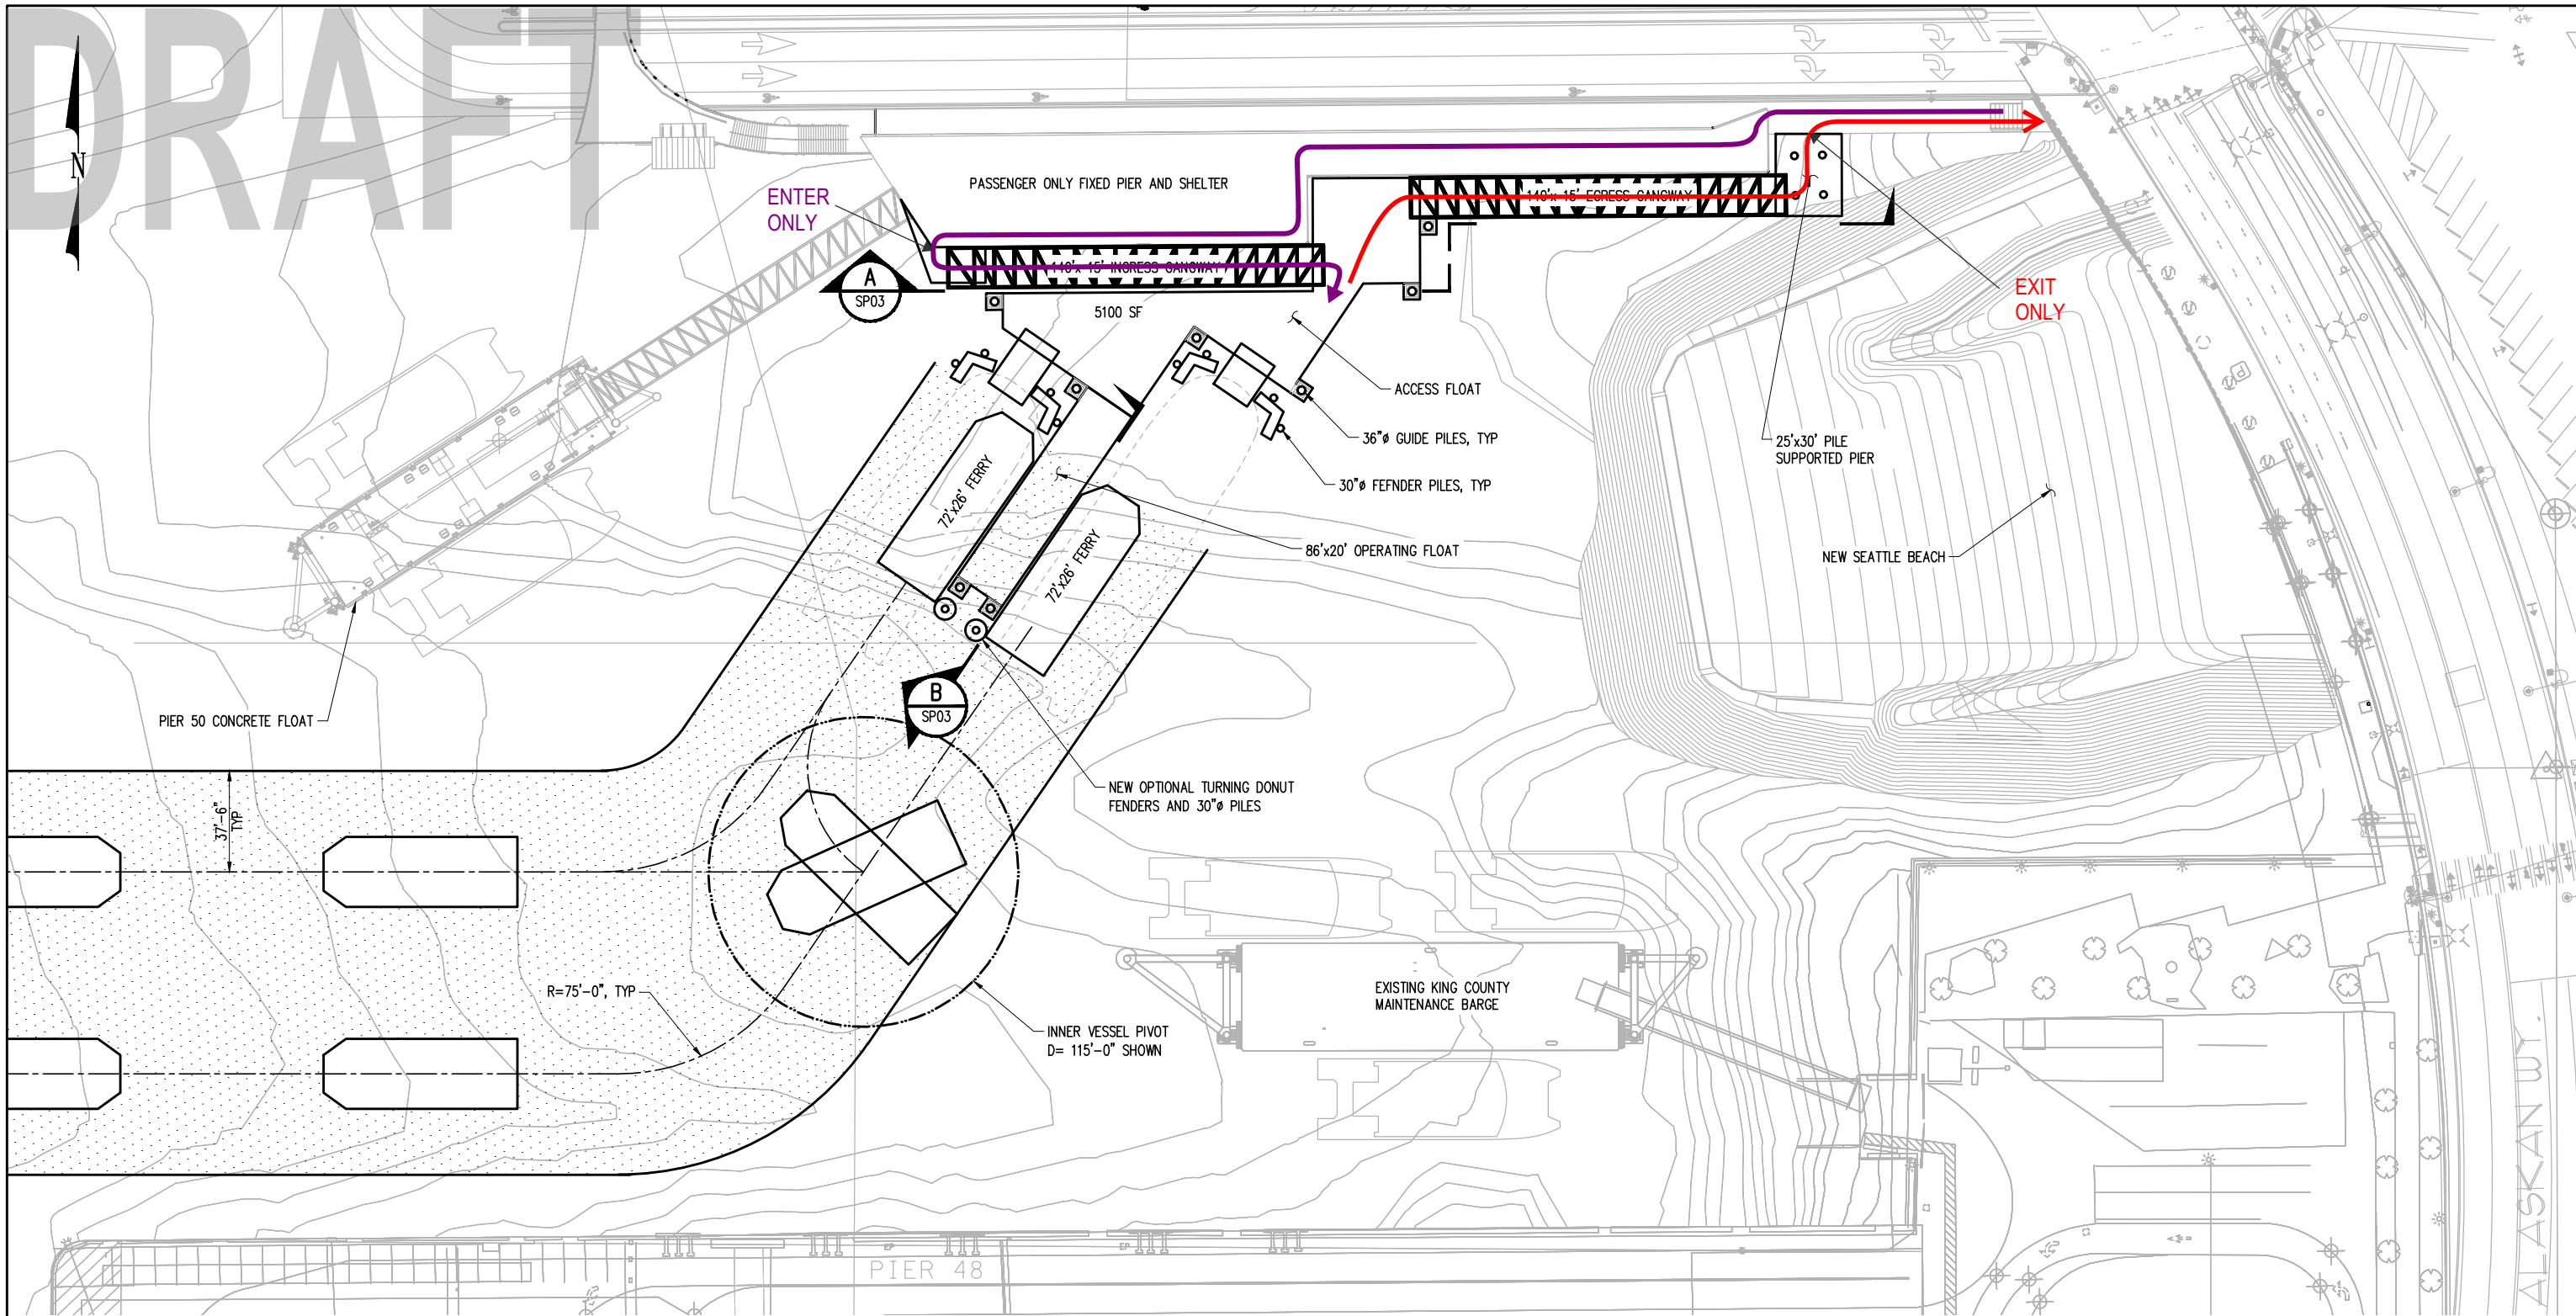 DRAFT
N
PASSENGER ONLY FIXED PIER AND SHELTER
ENTER
ONLY
140'x 15' EGRESS GANGWAY
140'x 15' INGRESS GANGWAY
A
SP03
5100 SF
EXIT
ONLY
ACCESS FLOAT
36"ø GUIDE PILES, TYP
25'x30' PILE
SUPPORTED PIER
30"ø FEFNDER PILES, TYP
72'x26' FERRY
72'x26' FERRY
86'x20' OPERATING FLOAT
NEW SEATTLE BEACH
PIER 50 CONCRETE FLOAT
B
SP03
NEW OPTIONAL TURNING DONUT
FENDERS AND 30"ø PILES
37'-6"
TYP
R=75'-0", TYP
INNER VESSEL PIVOT
D= 115'-0" SHOWN
EXISTING KING COUNTY
MAINTENANCE BARGE
PIER 48
ALASKAN WY.